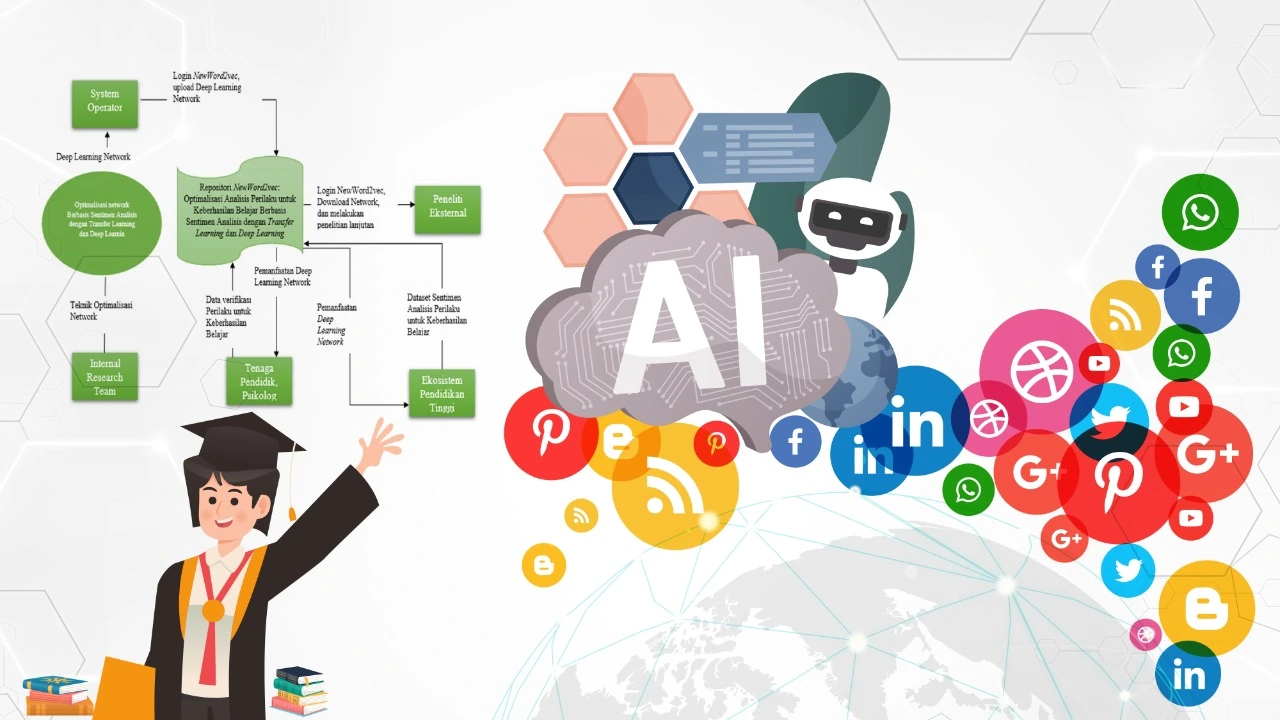 System
Operator
Login NewWord2vec,
upload Deep Learning
Network
Deep Learning Network
Optimalisasi network
Berbasis Sentimen Analisis
dengan Transfer Learning
dan Deep Learnin
Repositori NewWord2vec:
Optimalisasi Analisis Perilaku untuk
Keberhasilan Belajar Berbasis
Sentimen Analisis dengan Transfer
Learning dan Deep Learning
Login NewWord2vec,
Download Network,
dan melakukan
penelitian lanjutan
Peneliti
Eksternal
Teknik Optimalisasi
Network
Data verifikasi
Perilaku untuk
Keberhasilan
Belajar
Pemanfaatan Deep
Learning Network
Pemanfaatan
Deep
Learning
Network
Dataset Sentimen
Analisis Perilaku
untuk Keberhasilan
Belajar
Internal
Research
Team
Tenaga
Pendidik,
Psikolog
Ekosistem
Pendidikan
Tinggi
AI
in
in
G+
G+
G+
in